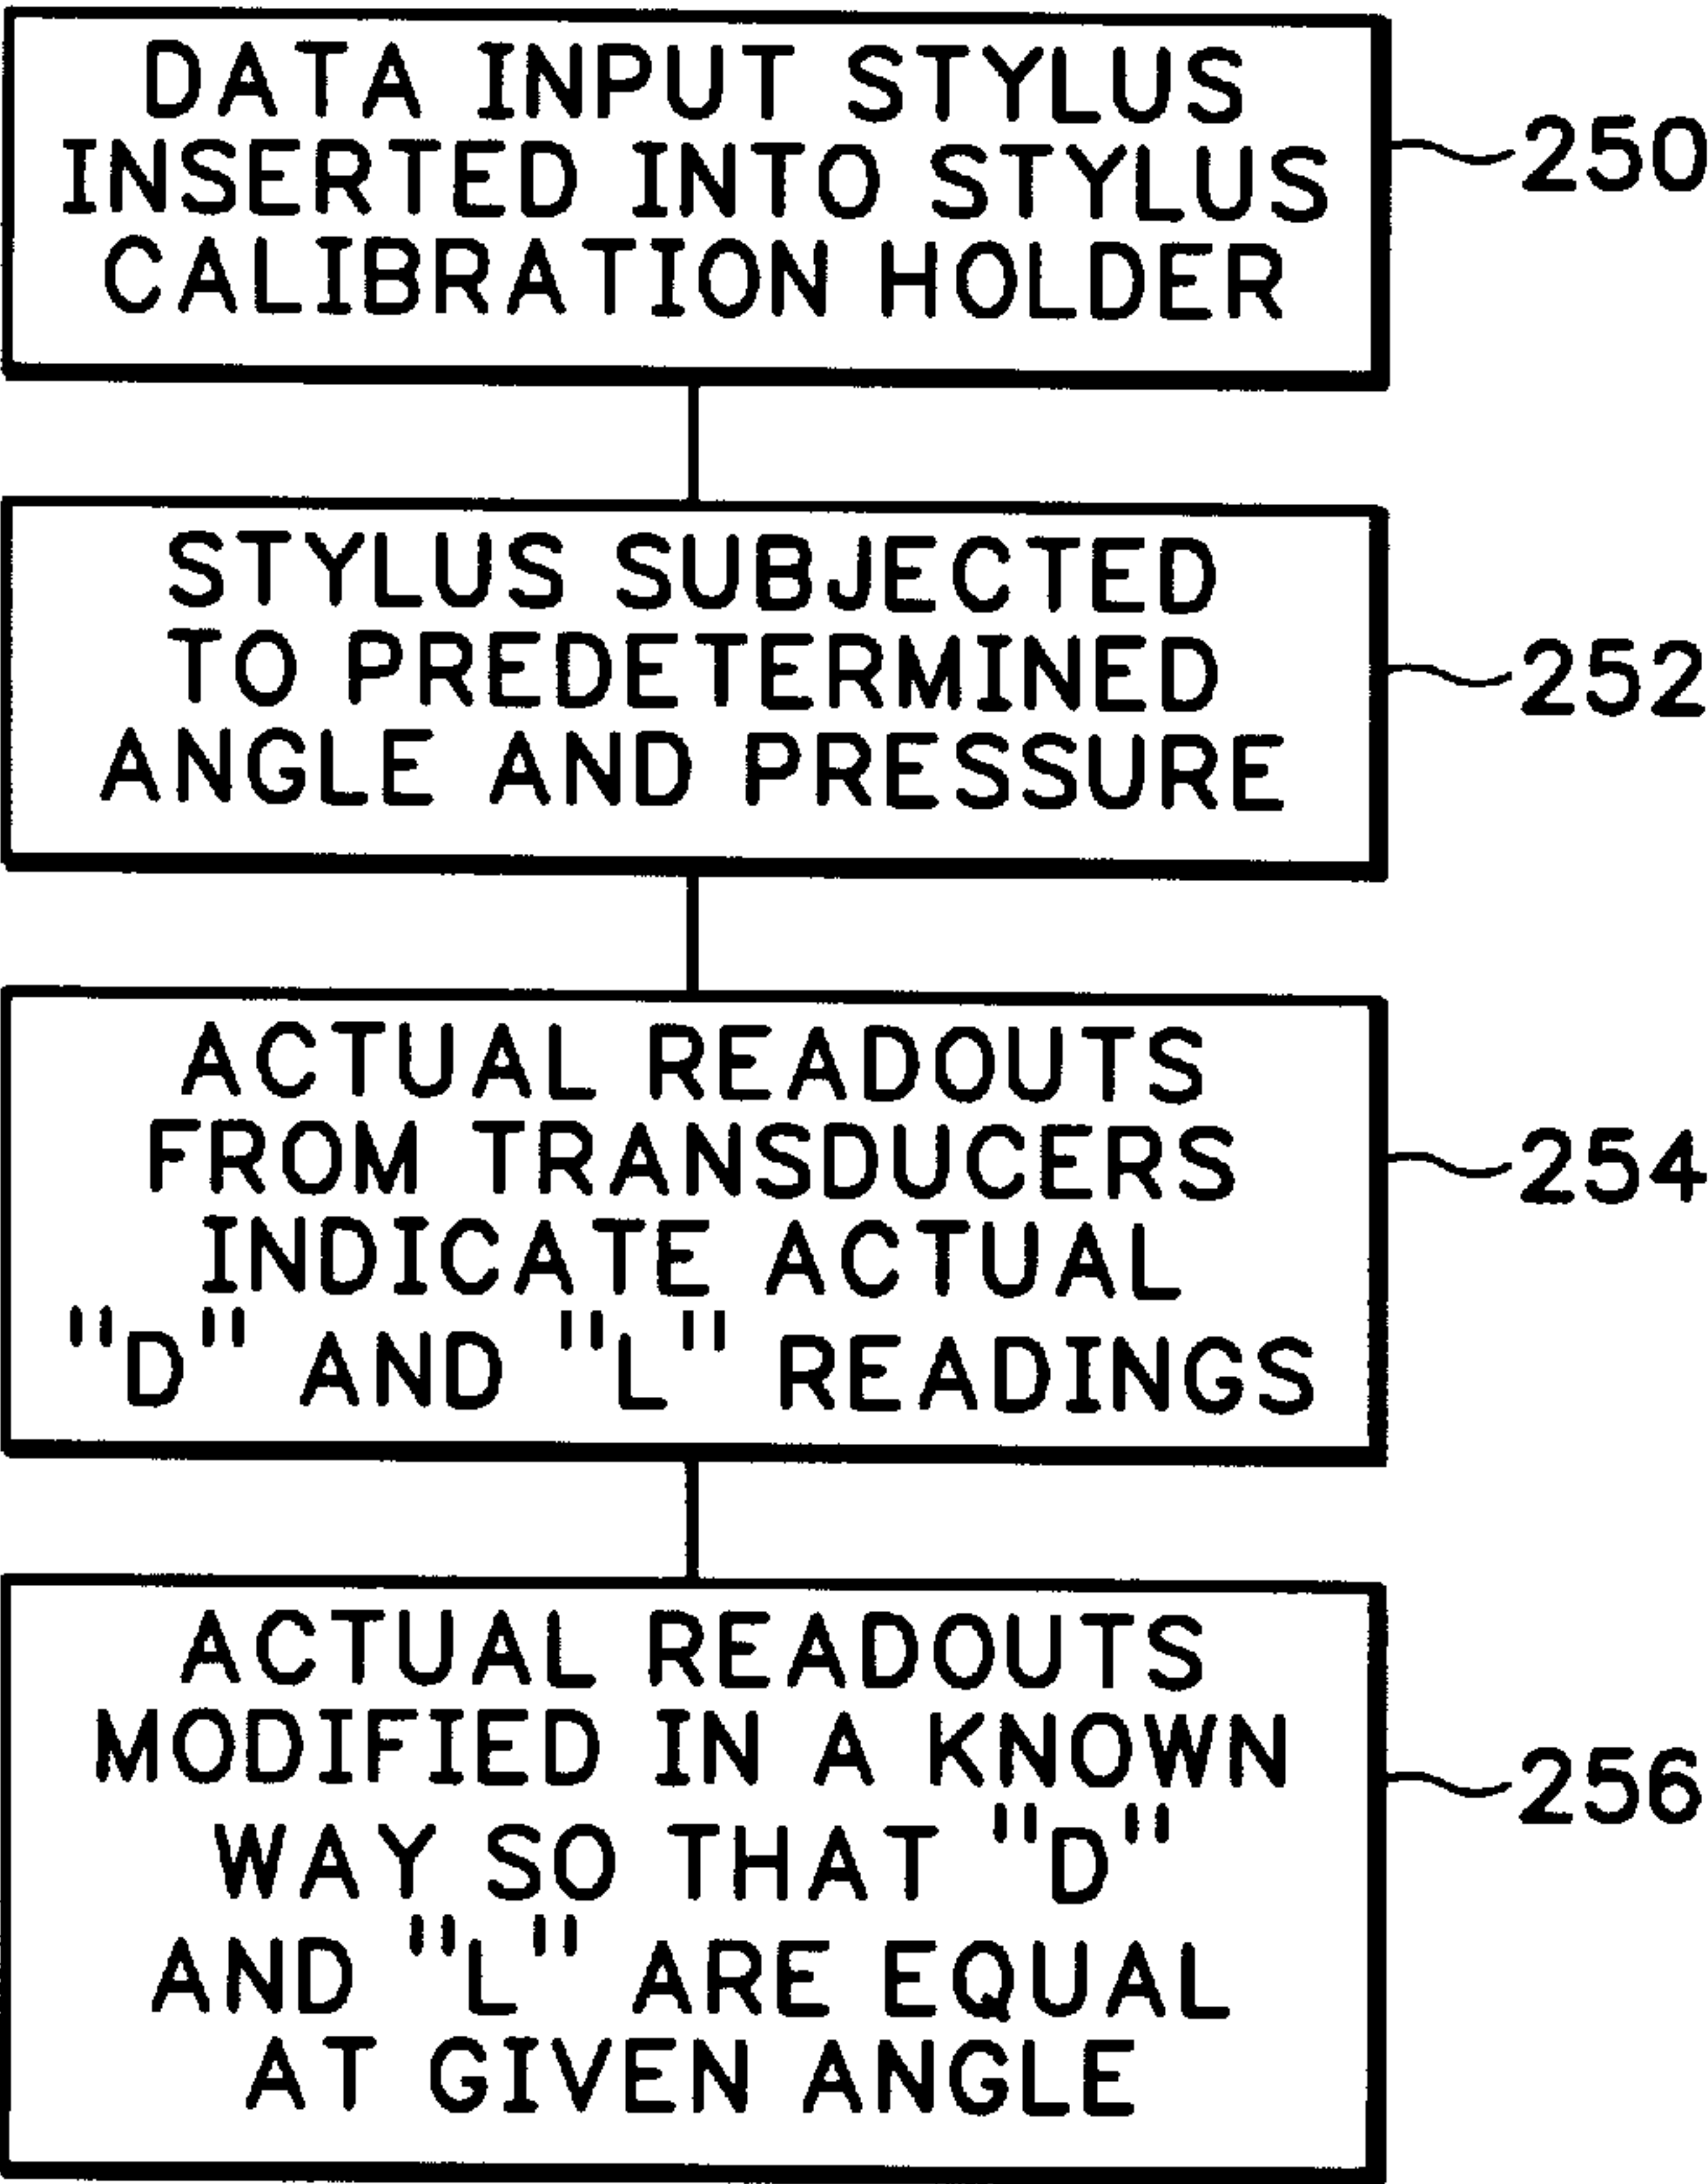 DATA INPUT STYLUS
INSERTED INTO STYLUS
CALIBRATION HOLDER
250
STYLUS SUBJECTED
TO PREDETERMINED
ANGLE AND PRESSURE
252
ACTUAL READOUTS
FROM TRANSDUCERS
INDICATE ACTUAL
"D" AND "L" READINGS
254
ACTUAL READOUTS
MODIFIED IN A KNOWN
WAY SO THAT "D"
AND "L" ARE EQUAL
AT GIVEN ANGLE
256